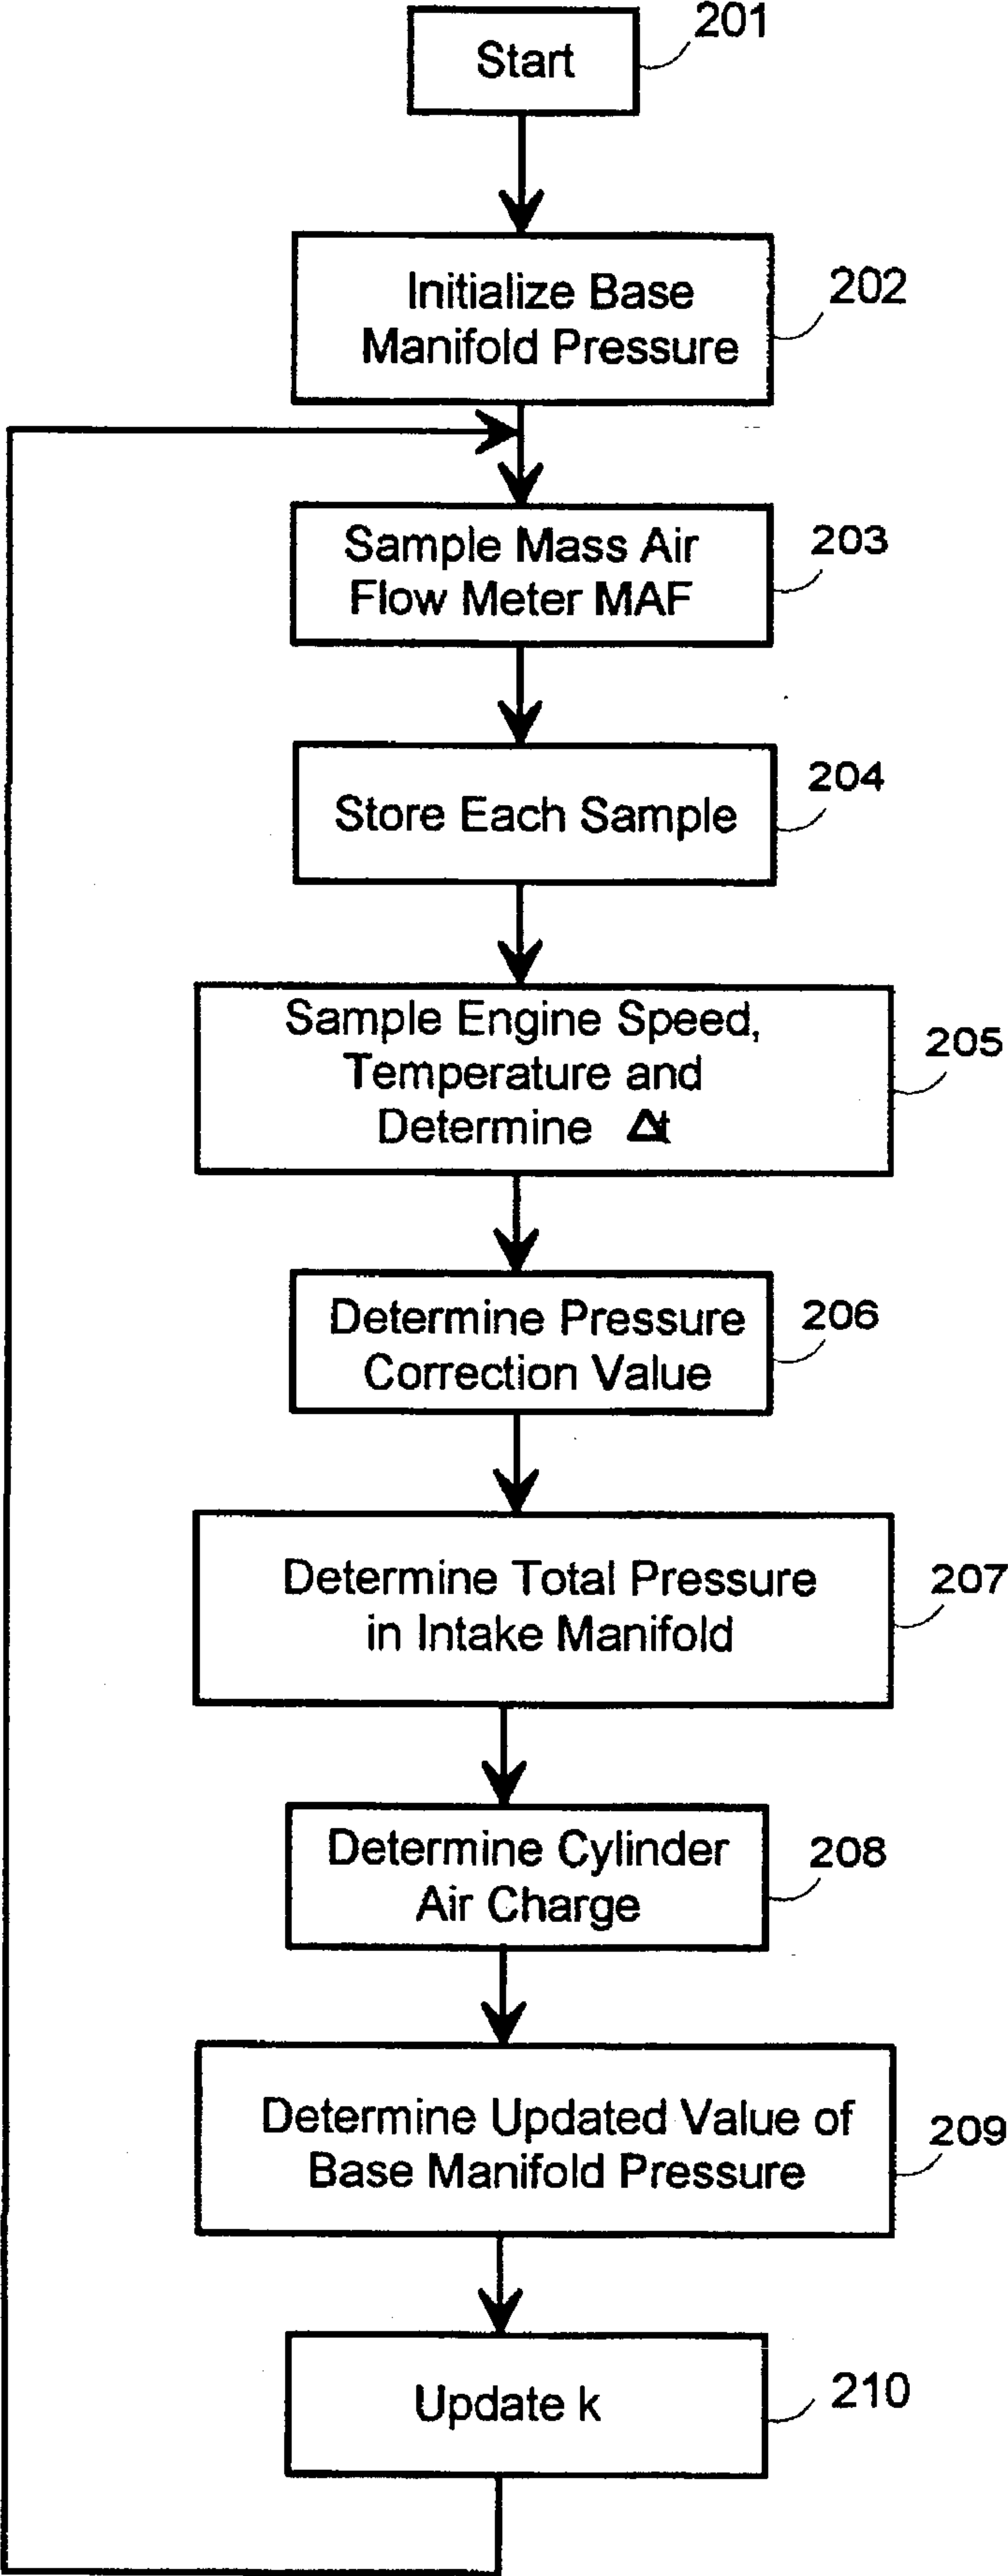 Start
201
Initialize Base
Manifold Pressure
202
Sample Mass Air
Flow Meter MAF
203
Store Each Sample
204
Sample Engine Speed,
Temperature and
Determine Δt
205
Determine Pressure
Correction Value
206
Determine Total Pressure
in Intake Manifold
207
Determine Cylinder
Air Charge
208
Determine Updated Value of
Base Manifold Pressure
209
Update k
210